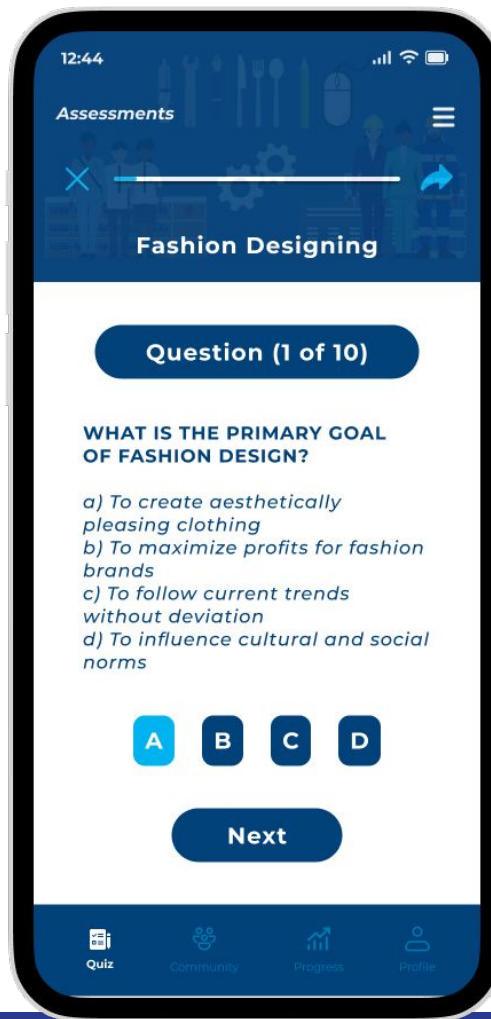 12:44
Assessments
Fashion Designing
Question (1 of 10)
WHAT IS THE PRIMARY GOAL
OF FASHION DESIGN?
a) To create aesthetically
pleasing clothing
b) To maximize profits for fashion
brands
c) To follow current trends
without deviation
d) To influence cultural and social
norms
A B C D
Next
Quiz Community Progress Profile